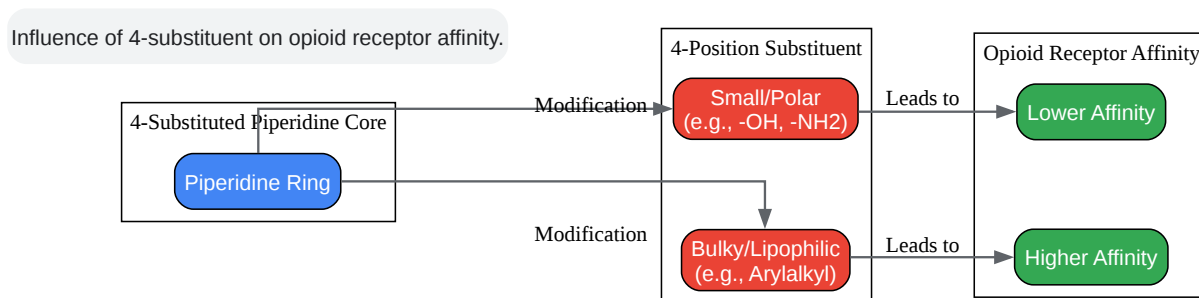 Influence of 4-substituent on opioid receptor affinity.
4-Substituted Piperidine Core
Piperidine Ring
Modification
Modification
4-Position Substituent
Small/Polar
(e.g., -OH, -NH2)
Bulky/Lipophilic
(e.g., Arylalkyl)
Leads to
Leads to
Opioid Receptor Affinity
Lower Affinity
Higher Affinity